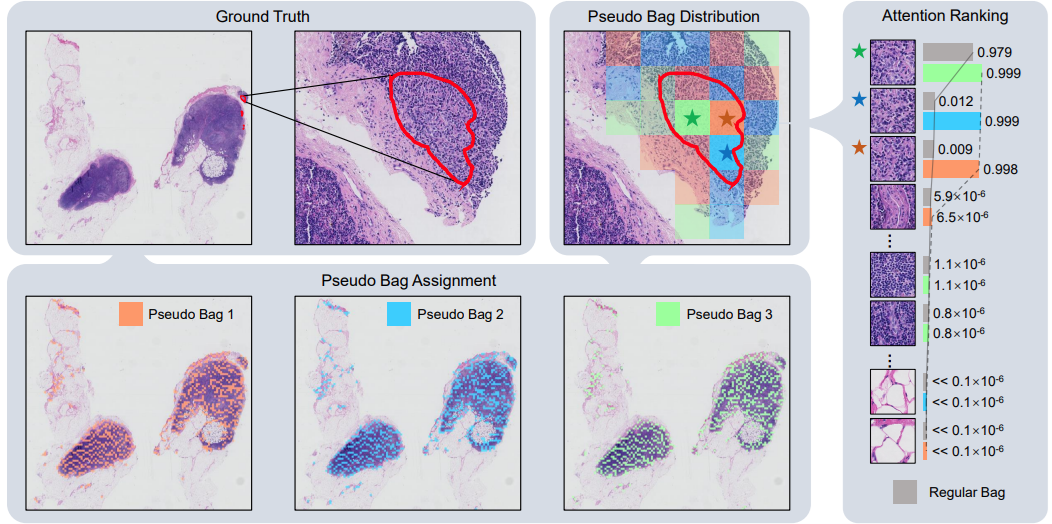 Ground Truth
Pseudo Bag Distribution
Pseudo Bag Assignment
Pseudo Bag 1
Pseudo Bag 2
Pseudo Bag 3
Attention Ranking
0.979
0.999
0.012
0.999
0.009
0.998
5.9×10⁻⁶
6.5×10⁻⁶
1.1×10⁻⁶
1.1×10⁻⁶
0.8×10⁻⁶
0.8×10⁻⁶
<< 0.1×10⁻⁶
<< 0.1×10⁻⁶
<< 0.1×10⁻⁶
<< 0.1×10⁻⁶
Regular Bag